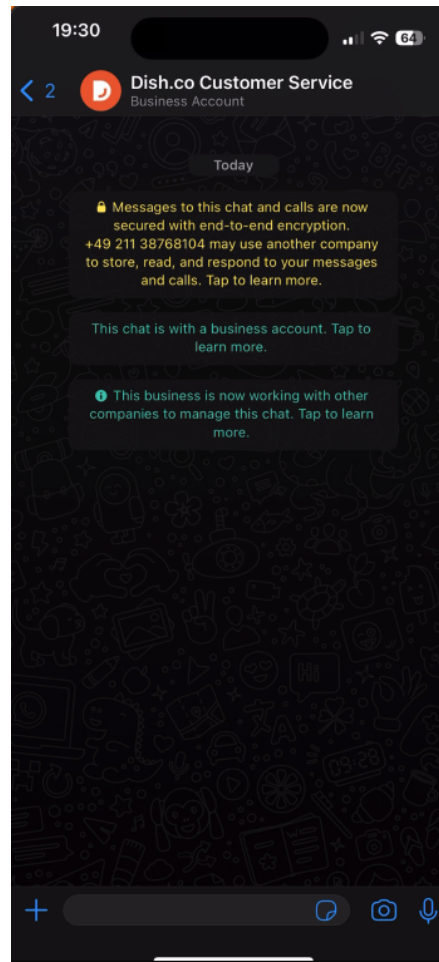 19:30
64
2
Dish.co Customer Service
Business Account
Today
Messages to this chat and calls are now
secured with end-to-end encryption.
+49 211 38768104 may use another company
to store, read, and respond to your messages
and calls. Tap to learn more.
This chat is with a business account. Tap to
learn more.
This business is now working with other
companies to manage this chat. Tap to learn
more.
Hi
09:28